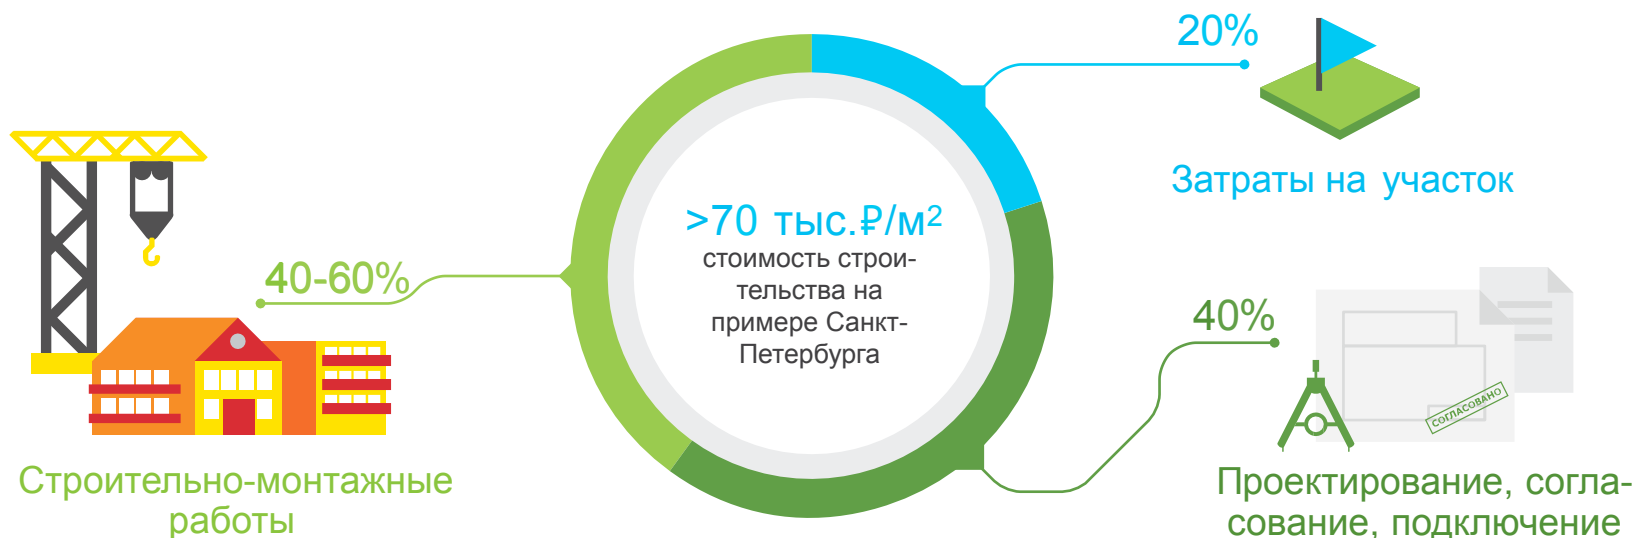 20%
Затраты на участок
>70 тыс.₽/м²
стоимость строи-
тельства на
примере Санкт-
Петербурга
40-60%
Строительно-монтажные
работы
40%
СОГЛАСОВАНО
Проектирование, согла-
сование, подключение